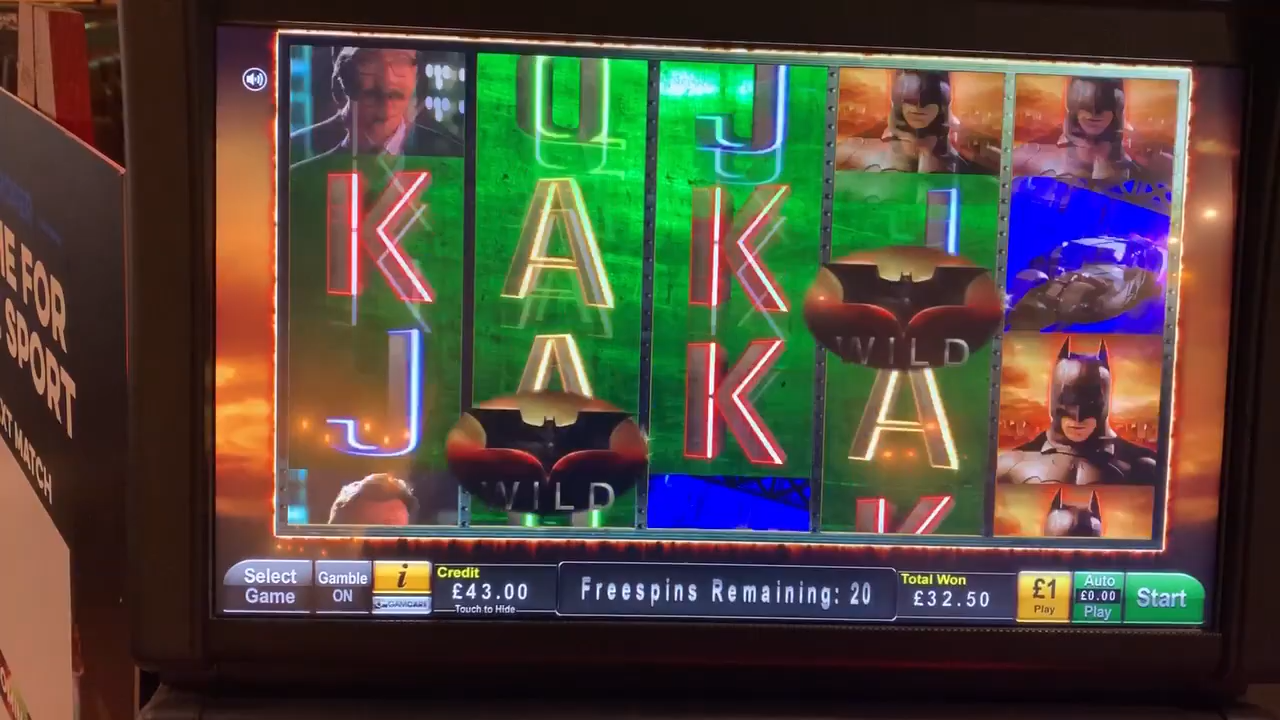 Q
J
K
A
K
J
WILD
J
A
K
A
WILD
K
E FOR
SPORT
XT MATCH
Select
Game
Gamble
ON
i
Credit
£43.00
Touch to Hide
Freespins Remaining: 20
Total Won
£32.50
£1
Play
Auto
£0.00
Play
Start